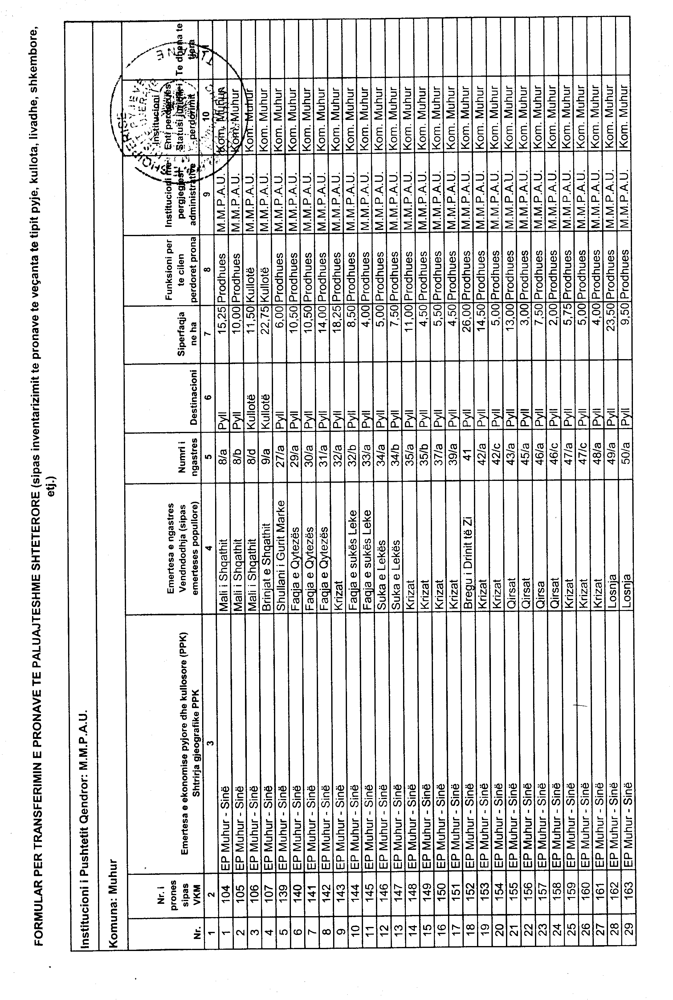 FORMULAR PER TRANSFERIMIN E PRONAVE TE PALUAJTESHME SHTETERORE (sipas inventarizimit te pronave te veçanta te tipit pyje, kullota, livadhe, shkembore,
etj.)
Institucioni i Pushtetit Qendror: M.M.P.A.U.
Komuna: Muhur
Nr. | Nr. i prones sipas VKM | Emertesa e ekonomise pyjore dhe kullosore (PPK) Shtrirja gjeografike PPK | Emertesa e ngastres Vendndodhja (sipas emerteses popullore) | Numri i ngastres | Destinacioni | Siperfaqja ne ha | Funksioni per te cilen perdoret prona | Institucioni me pergjegjesi administrative | Institucioni / Enti perdorues - Statusi juridik i perdorimit | Te dhena te tjera
1 | 2 | 3 | 4 | 5 | 6 | 7 | 8 | 9 | 10 | 11
1 | 104 | EP Muhur - Sinë | Mali i Shqathit | 8/a | Pyll | 15,25 | Prodhues | M.M.P.A.U. | Kom. Muhur
2 | 105 | EP Muhur - Sinë | Mali i Shqathit | 8/b | Pyll | 10,00 | Prodhues | M.M.P.A.U. | Kom. Muhur
3 | 106 | EP Muhur - Sinë | Mali i Shqathit | 8/d | Kullotë | 11,50 | Kullotë | M.M.P.A.U. | Kom. Muhur
4 | 107 | EP Muhur - Sinë | Brinjat e Shqathit | 9/a | Kullotë | 22,75 | Kullotë | M.M.P.A.U. | Kom. Muhur
5 | 139 | EP Muhur - Sinë | Shullani i Gurit Marke | 27/a | Pyll | 6,00 | Prodhues | M.M.P.A.U. | Kom. Muhur
6 | 140 | EP Muhur - Sinë | Faqja e Qytezës | 29/a | Pyll | 10,50 | Prodhues | M.M.P.A.U. | Kom. Muhur
7 | 141 | EP Muhur - Sinë | Faqja e Qytezës | 30/a | Pyll | 10,50 | Prodhues | M.M.P.A.U. | Kom. Muhur
8 | 142 | EP Muhur - Sinë | Faqja e Qytezës | 31/a | Pyll | 14,00 | Prodhues | M.M.P.A.U. | Kom. Muhur
9 | 143 | EP Muhur - Sinë | Krizat | 32/a | Pyll | 18,25 | Prodhues | M.M.P.A.U. | Kom. Muhur
10 | 144 | EP Muhur - Sinë | Faqja e sukës Leke | 32/b | Pyll | 8,50 | Prodhues | M.M.P.A.U. | Kom. Muhur
11 | 145 | EP Muhur - Sinë | Faqja e sukës Leke | 33/a | Pyll | 4,00 | Prodhues | M.M.P.A.U. | Kom. Muhur
12 | 146 | EP Muhur - Sinë | Suka e Lekës | 34/a | Pyll | 5,00 | Prodhues | M.M.P.A.U. | Kom. Muhur
13 | 147 | EP Muhur - Sinë | Suka e Lekës | 34/b | Pyll | 7,50 | Prodhues | M.M.P.A.U. | Kom. Muhur
14 | 148 | EP Muhur - Sinë | Krizat | 35/a | Pyll | 11,00 | Prodhues | M.M.P.A.U. | Kom. Muhur
15 | 149 | EP Muhur - Sinë | Krizat | 35/b | Pyll | 4,50 | Prodhues | M.M.P.A.U. | Kom. Muhur
16 | 150 | EP Muhur - Sinë | Krizat | 37/a | Pyll | 5,50 | Prodhues | M.M.P.A.U. | Kom. Muhur
17 | 151 | EP Muhur - Sinë | Krizat | 39/a | Pyll | 4,50 | Prodhues | M.M.P.A.U. | Kom. Muhur
18 | 152 | EP Muhur - Sinë | Bregu i Drinit të Zi | 41 | Pyll | 26,00 | Prodhues | M.M.P.A.U. | Kom. Muhur
19 | 153 | EP Muhur - Sinë | Krizat | 42/a | Pyll | 14,50 | Prodhues | M.M.P.A.U. | Kom. Muhur
20 | 154 | EP Muhur - Sinë | Krizat | 42/c | Pyll | 5,00 | Prodhues | M.M.P.A.U. | Kom. Muhur
21 | 155 | EP Muhur - Sinë | Qirsat | 43/a | Pyll | 13,00 | Prodhues | M.M.P.A.U. | Kom. Muhur
22 | 156 | EP Muhur - Sinë | Qirsat | 45/a | Pyll | 3,00 | Prodhues | M.M.P.A.U. | Kom. Muhur
23 | 157 | EP Muhur - Sinë | Qirsa | 46/a | Pyll | 7,50 | Prodhues | M.M.P.A.U. | Kom. Muhur
24 | 158 | EP Muhur - Sinë | Qirsat | 46/c | Pyll | 2,00 | Prodhues | M.M.P.A.U. | Kom. Muhur
25 | 159 | EP Muhur - Sinë | Krizat | 47/a | Pyll | 5,75 | Prodhues | M.M.P.A.U. | Kom. Muhur
26 | 160 | EP Muhur - Sinë | Krizat | 47/c | Pyll | 5,00 | Prodhues | M.M.P.A.U. | Kom. Muhur
27 | 161 | EP Muhur - Sinë | Krizat | 48/a | Pyll | 4,00 | Prodhues | M.M.P.A.U. | Kom. Muhur
28 | 162 | EP Muhur - Sinë | Losnja | 49/a | Pyll | 23,50 | Prodhues | M.M.P.A.U. | Kom. Muhur
29 | 163 | EP Muhur - Sinë | Losnja | 50/a | Pyll | 9,50 | Prodhues | M.M.P.A.U. | Kom. Muhur